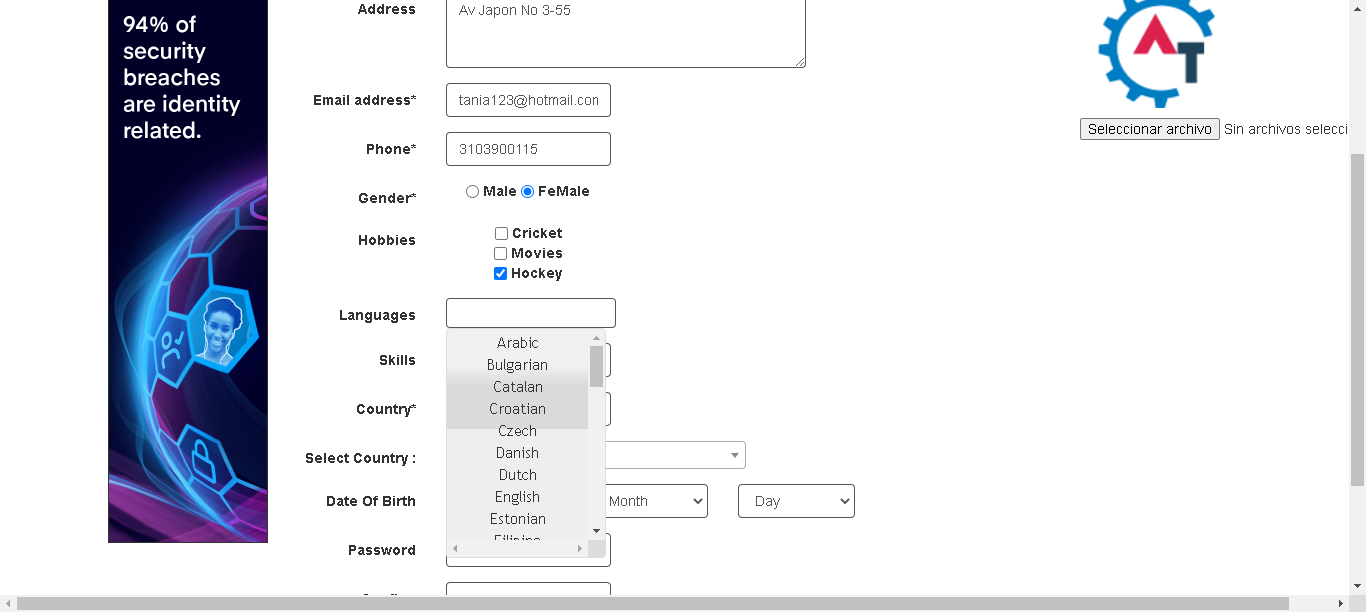 94% of
security
breaches
are identity
related.
Address
Av Japon No 3-55
AT
Seleccionar archivo Sin archivos selecci
Email address*
tania123@hotmail.con
Phone*
3103900115
Gender*
Male FeMale
Hobbies
Cricket
Movies
Hockey
Languages
Arabic
Bulgarian
Catalan
Croatian
Czech
Danish
Dutch
English
Estonian
Filipino
Skills
Country*
Select Country :
Date Of Birth
Month
Day
Password